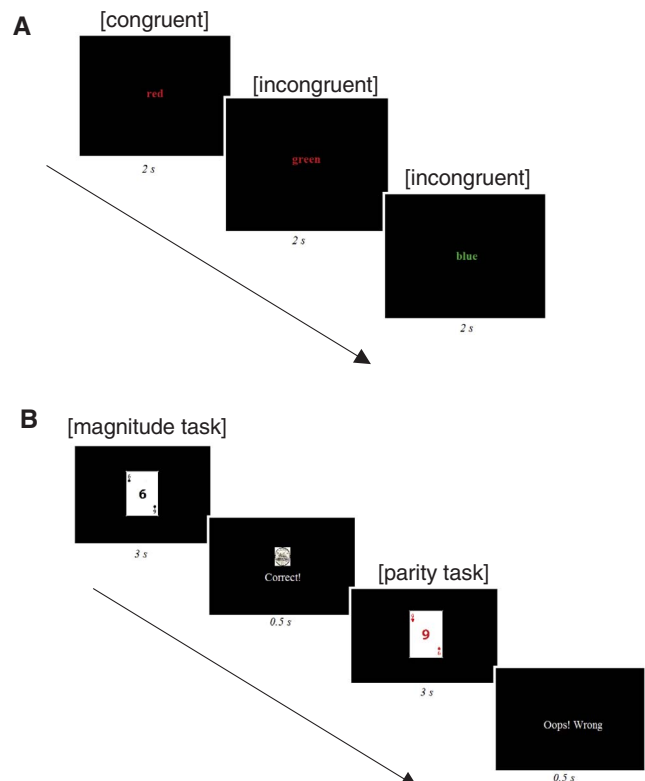 A
[congruent]
red
2 s
[incongruent]
green
2 s
[incongruent]
blue
2 s
B
[magnitude task]
6
3 s
Correct!
0.5 s
[parity task]
9
3 s
Oops! Wrong
0.5 s